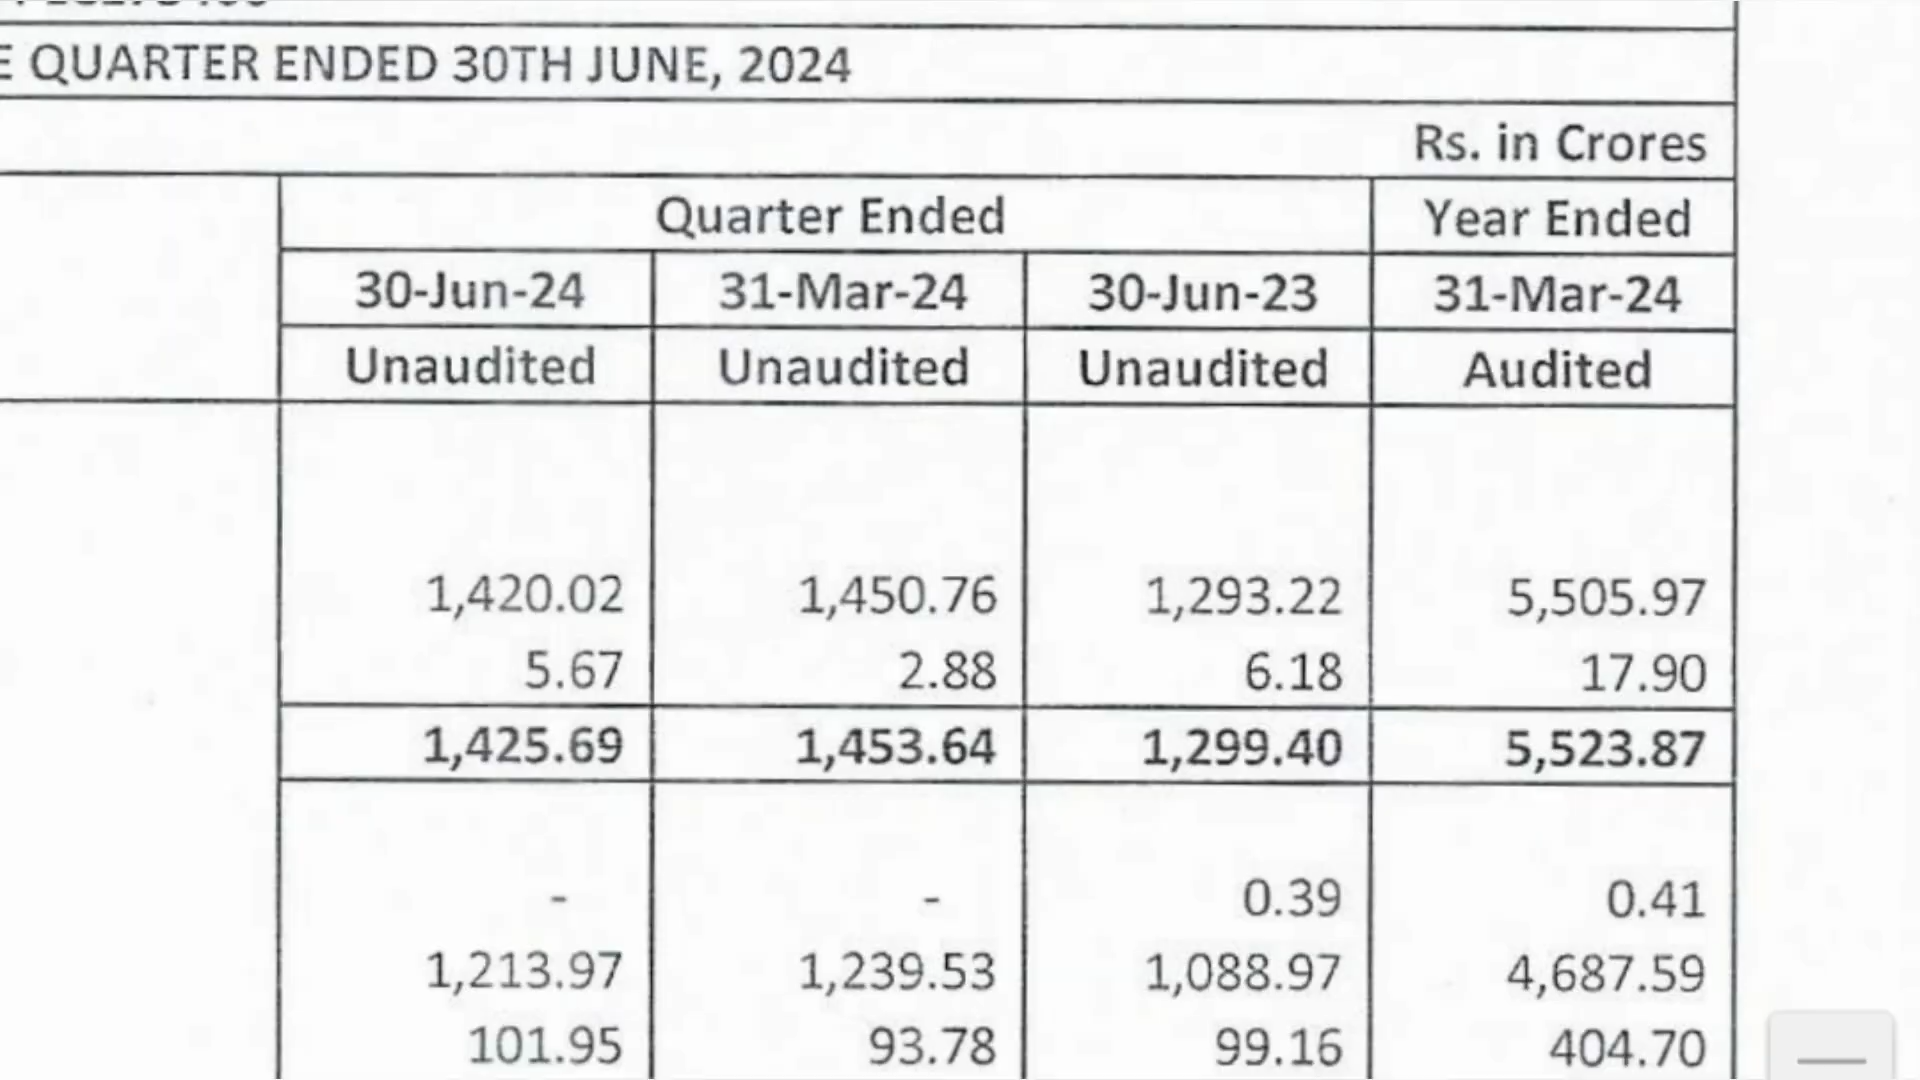 E QUARTER ENDED 30TH JUNE, 2024
Rs. in Crores
Quarter Ended Year Ended
30-Jun-24 31-Mar-24 30-Jun-23 31-Mar-24
Unaudited Unaudited Unaudited Audited
1,420.02 1,450.76 1,293.22 5,505.97
5.67 2.88 6.18 17.90
1,425.69 1,453.64 1,299.40 5,523.87
- - 0.39 0.41
1,213.97 1,239.53 1,088.97 4,687.59
101.95 93.78 99.16 404.70